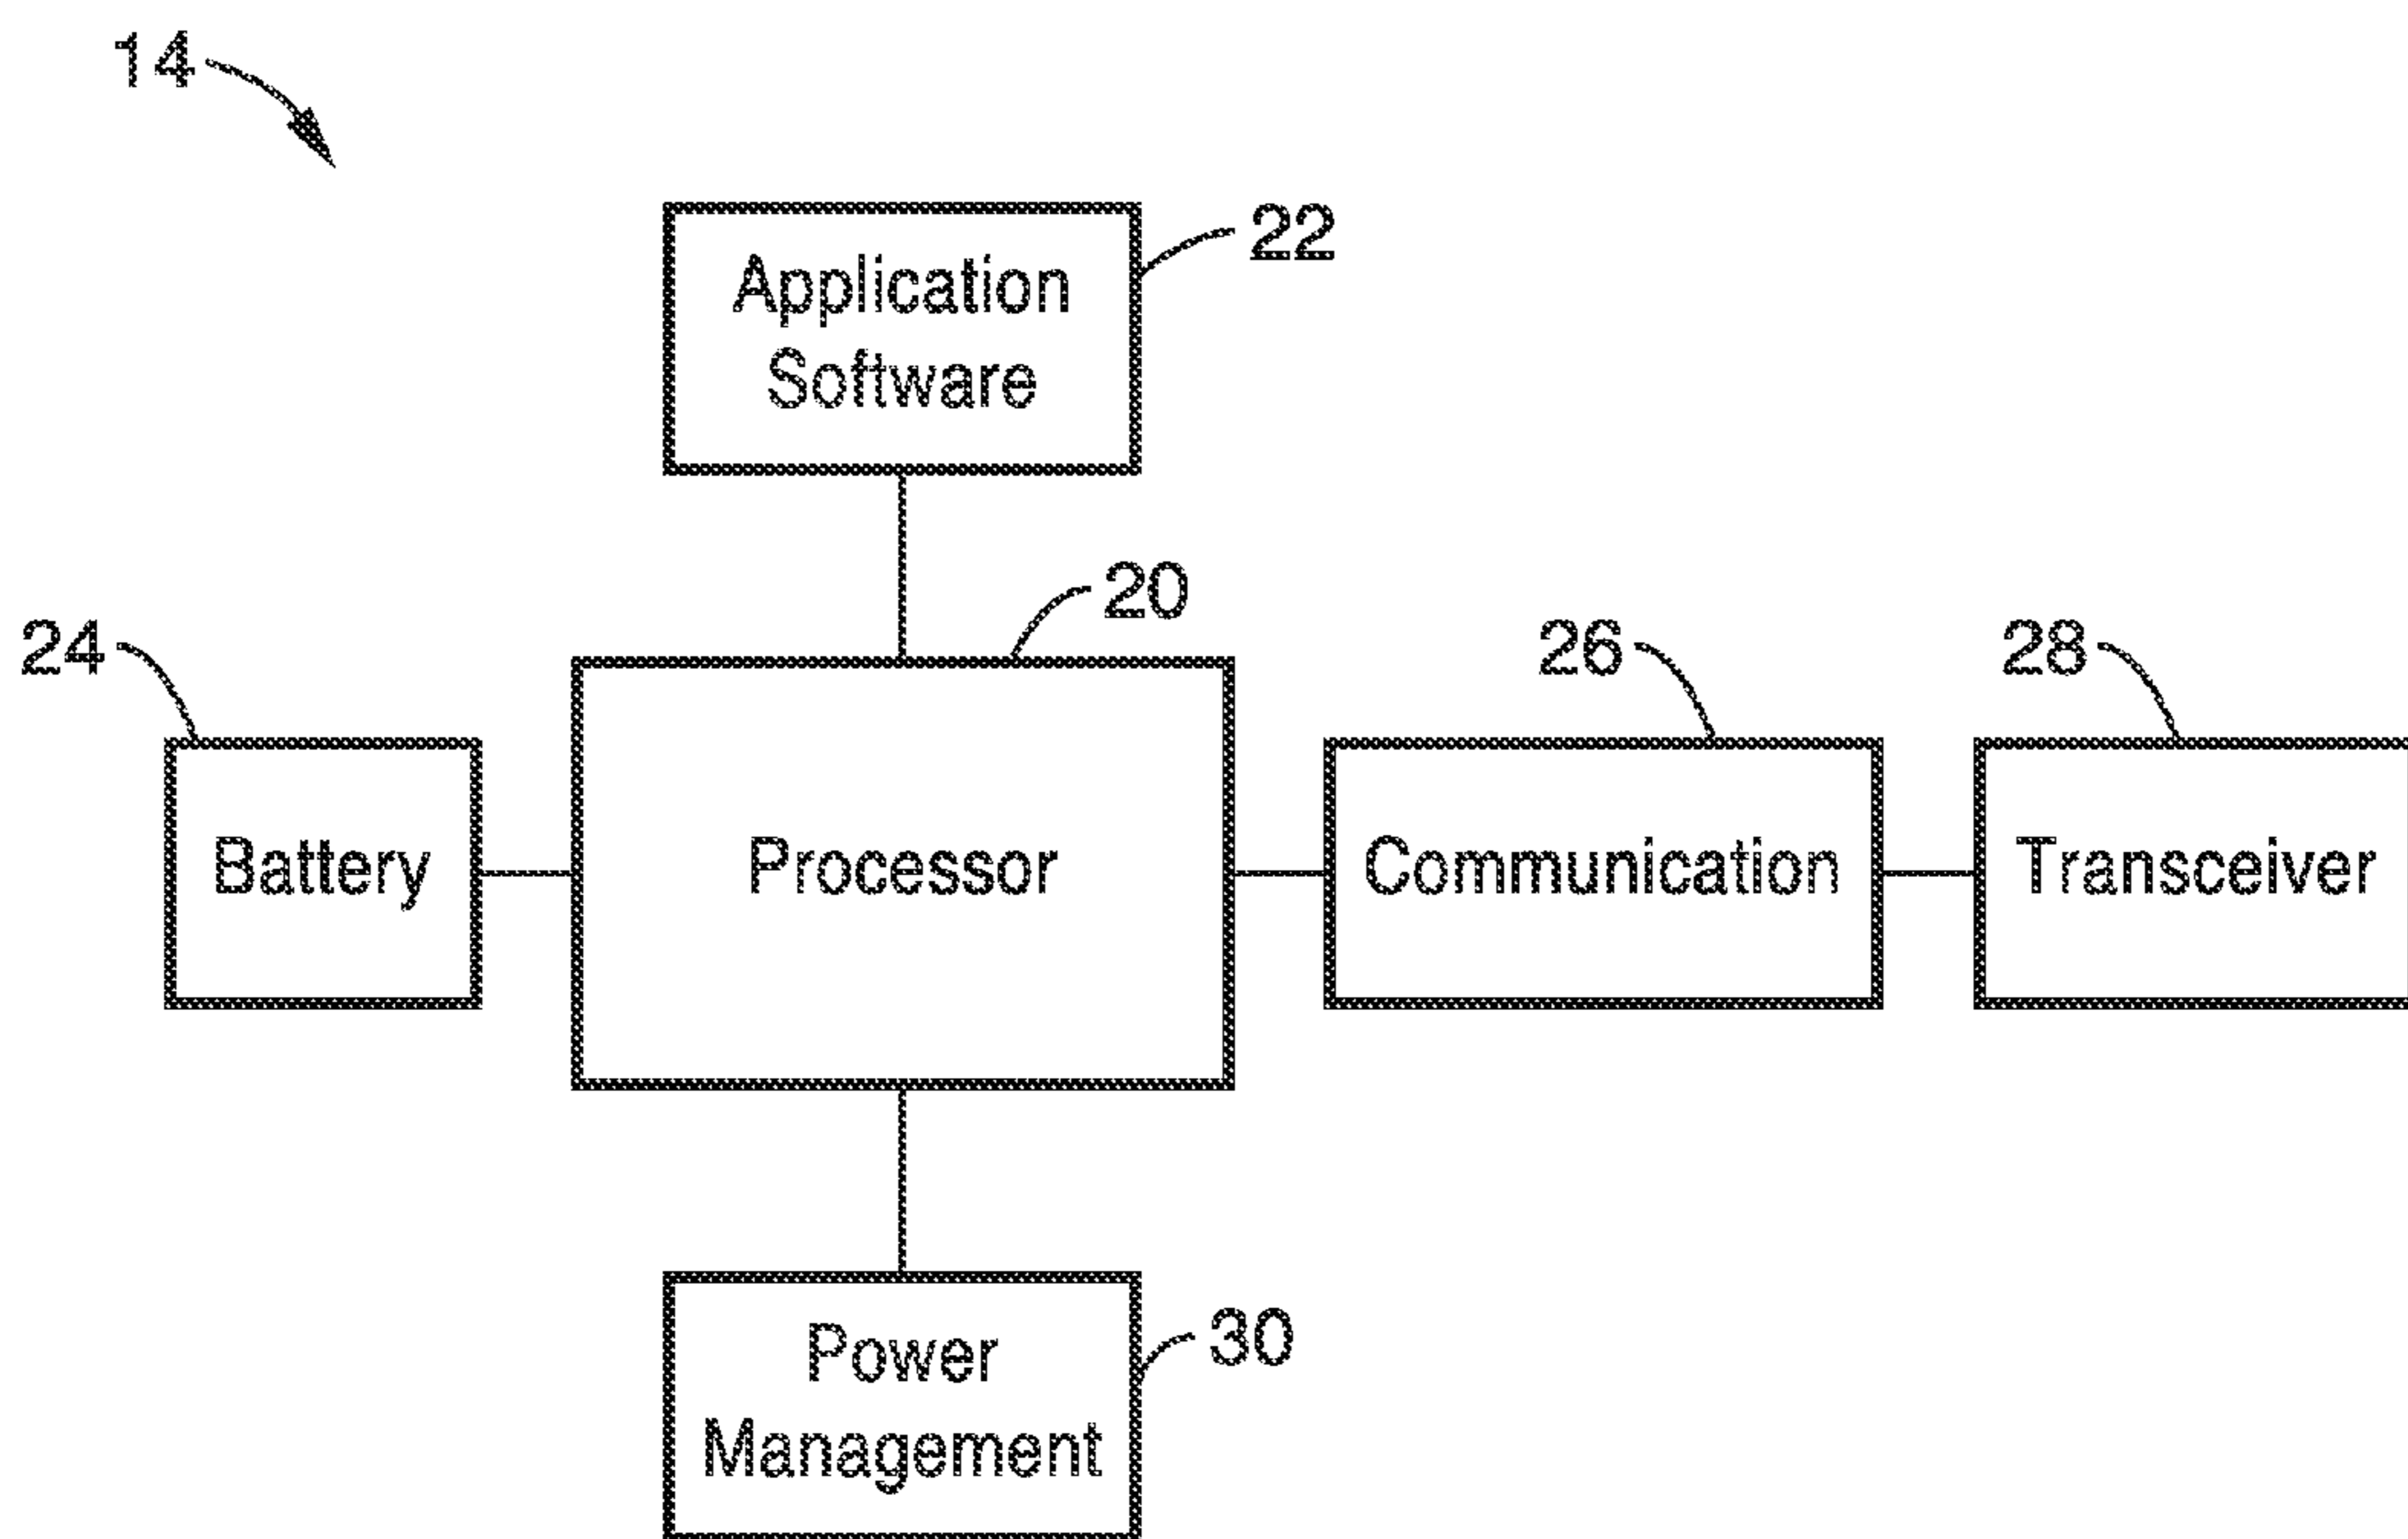 14
Application
Software
22
20
24
26
28
Battery
Processor
Communication
Transceiver
Power
Management
30